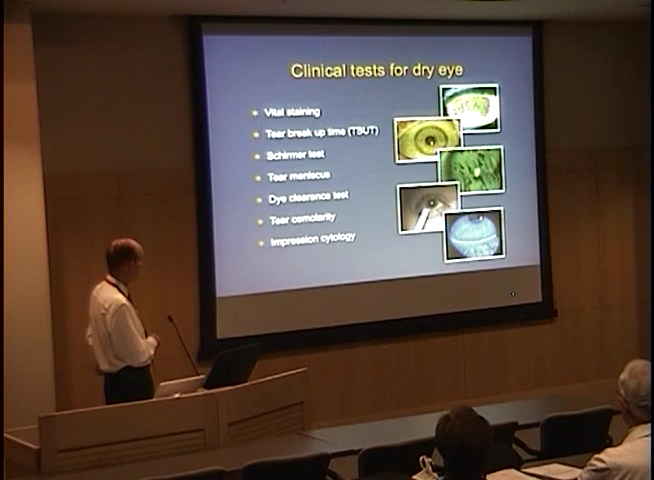 Clinical tests for dry eye
Vital staining
Tear break up time (TBUT)
Schirmer test
Tear meniscus
Dye clearance test
Tear osmolarity
Impression cytology